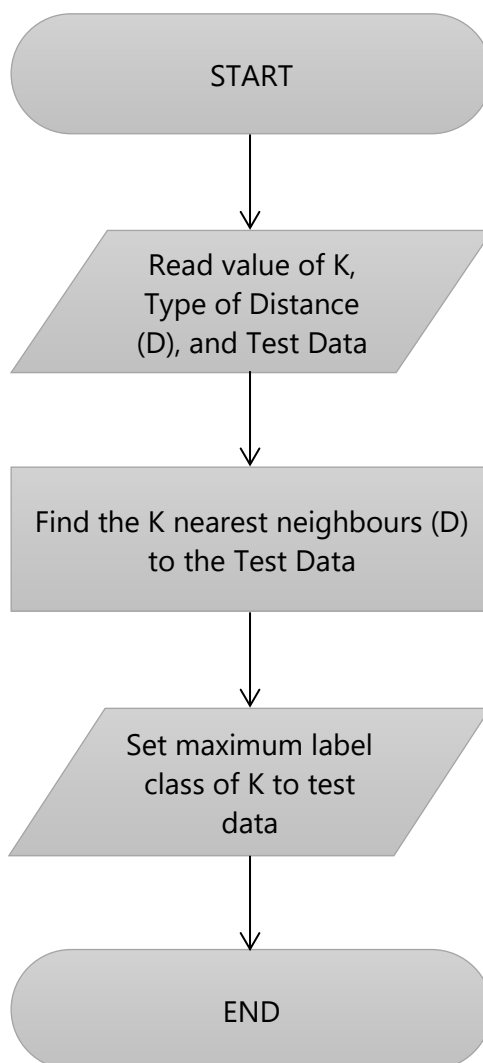 START
Read value of K,
Type of Distance
(D), and Test Data
Find the K nearest neighbours (D)
to the Test Data
Set maximum label
class of K to test
data
END